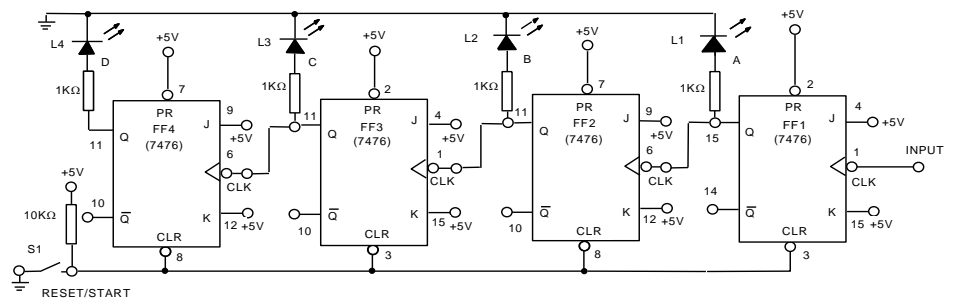 L4
D
+5V
1KΩ
7
PR
FF4
(7476)
J
9
+5V
Q
11
6
CLK
10
Q
K
12
+5V
CLR
8
L3
C
+5V
1KΩ
2
PR
FF3
(7476)
J
4
+5V
11
Q
1
CLK
10
Q
K
15
+5V
CLR
3
L2
B
+5V
1KΩ
7
PR
FF2
(7476)
J
9
+5V
11
Q
6
CLK
10
Q
K
12
+5V
CLR
8
L1
A
+5V
1KΩ
2
PR
FF1
(7476)
J
4
+5V
15
Q
1
INPUT
CLK
14
Q
K
15
+5V
CLR
3
+5V
10KΩ
S1
RESET/START